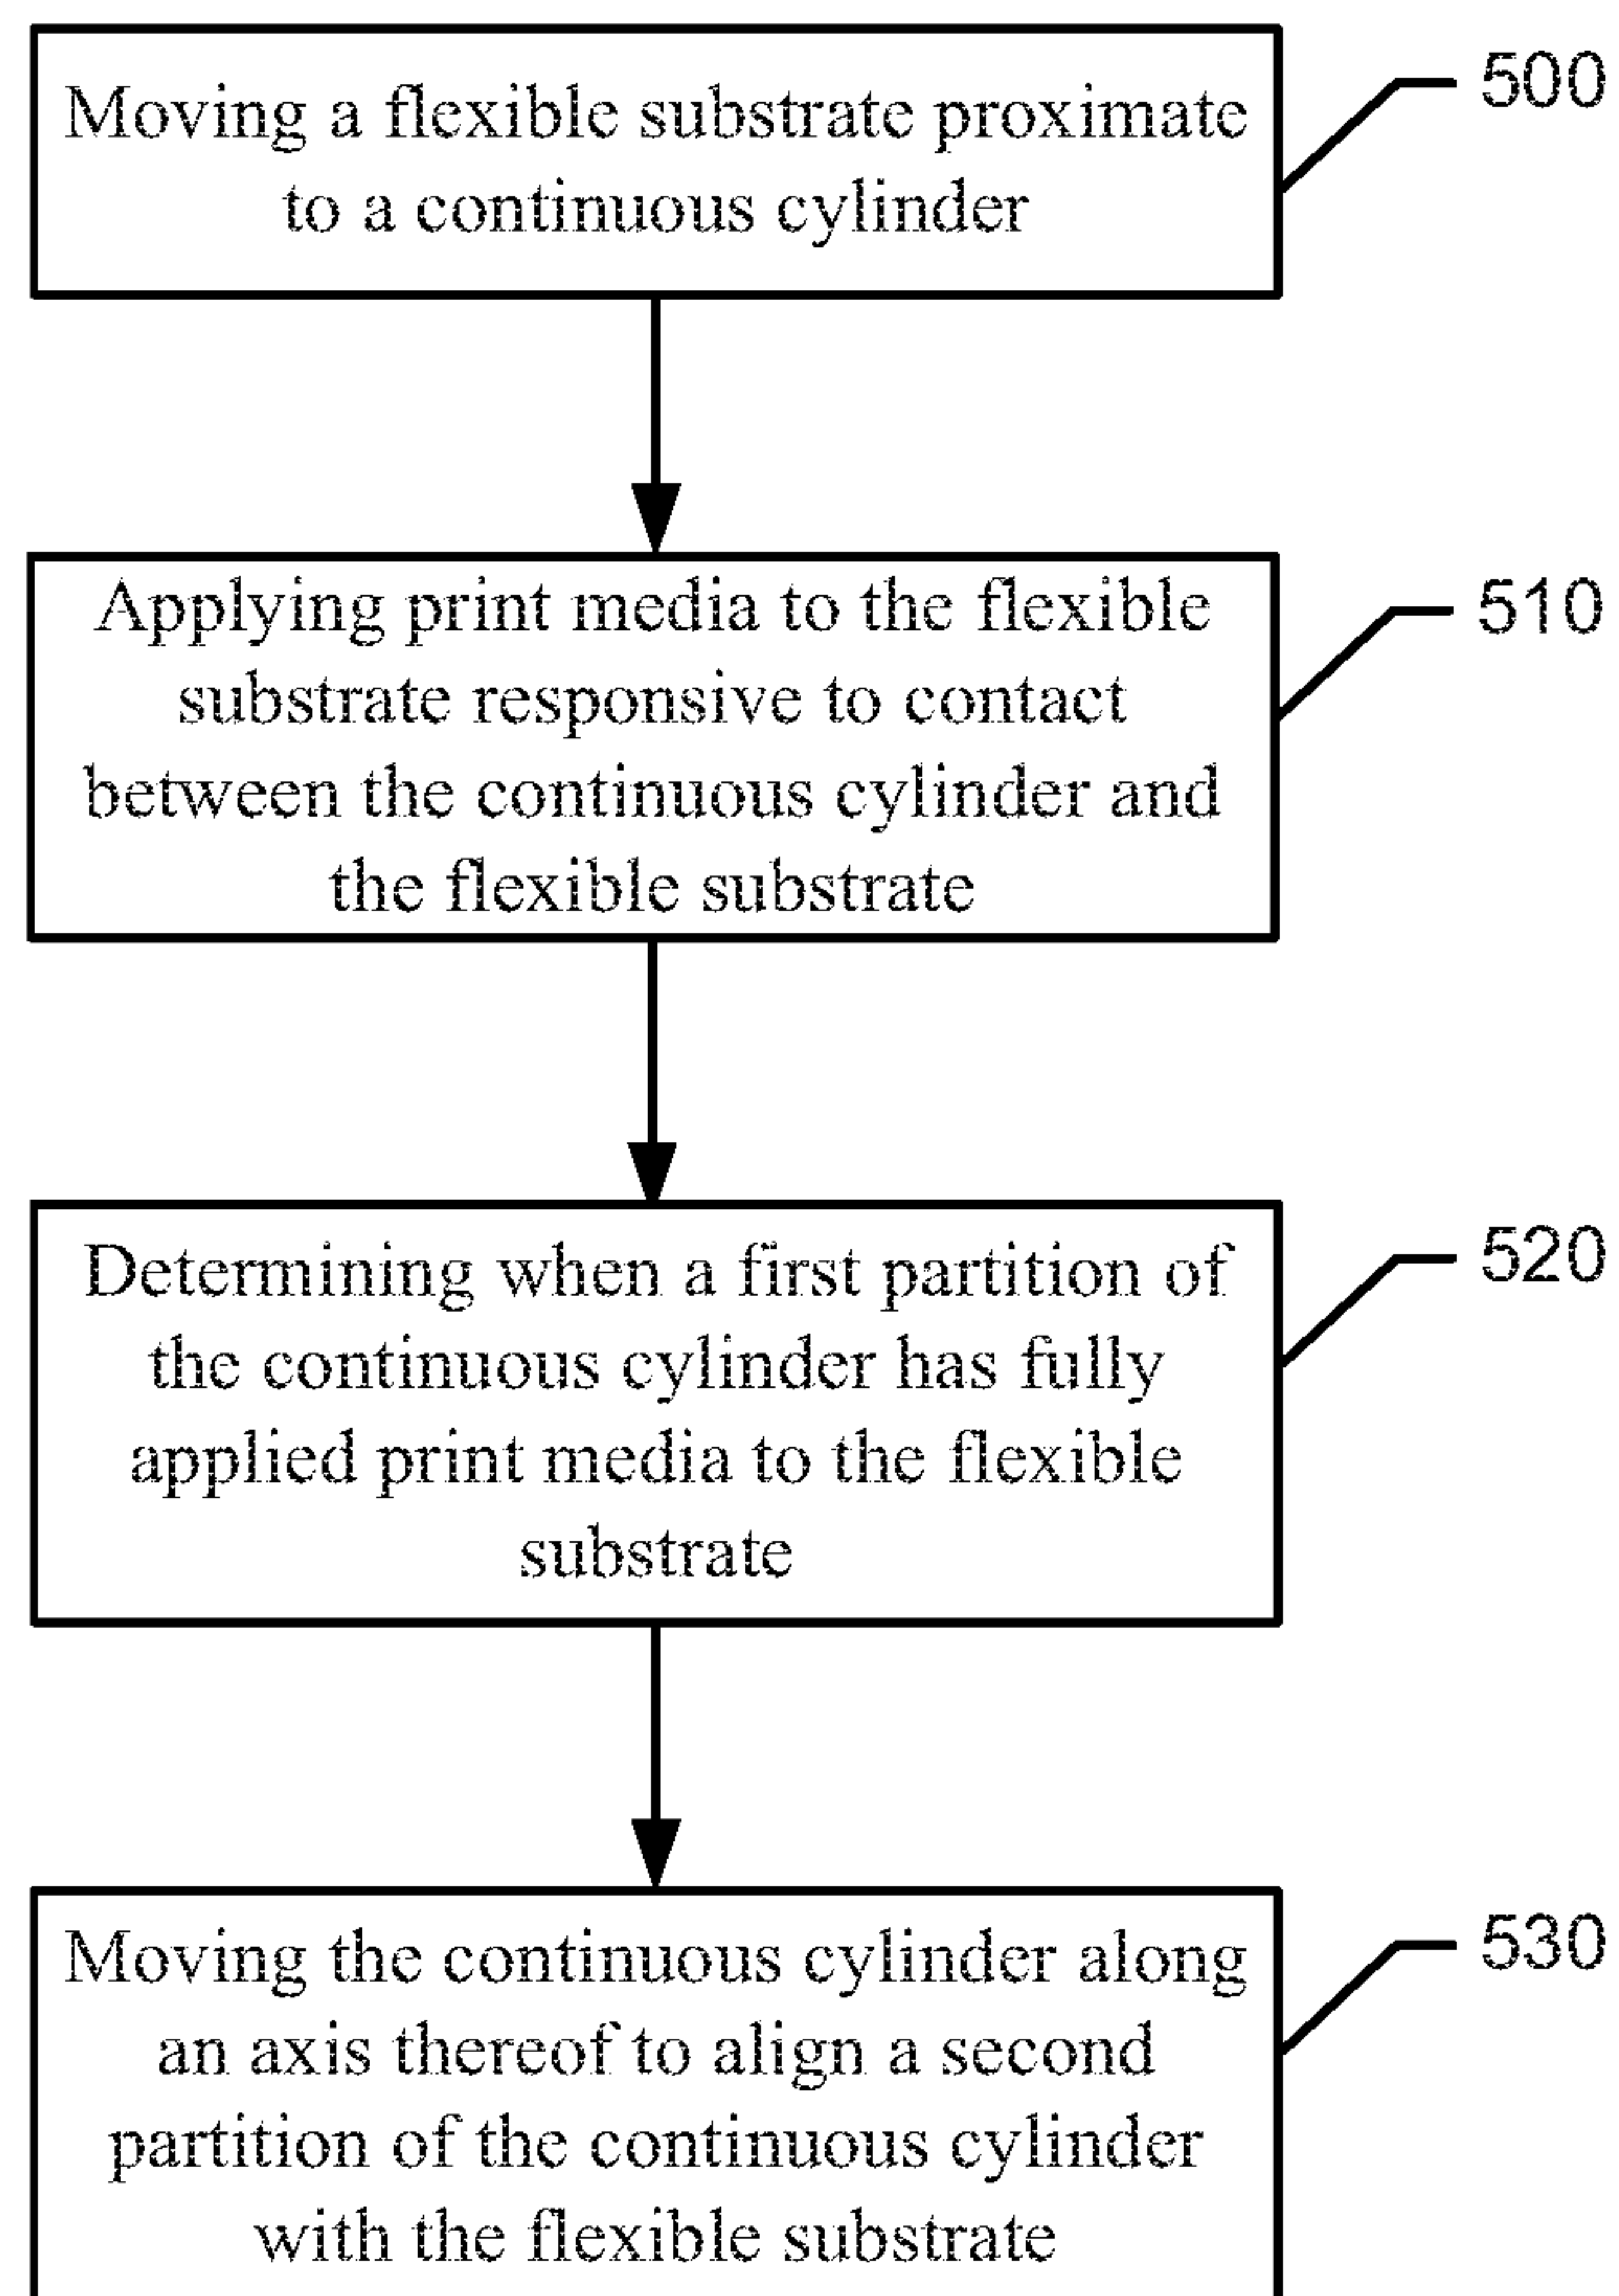 Moving a flexible substrate proximate
to a continuous cylinder
500
Applying print media to the flexible
substrate responsive to contact
between the continuous cylinder and
the flexible substrate
510
Determining when a first partition of
the continuous cylinder has fully
applied print media to the flexible
substrate
520
Moving the continuous cylinder along
an axis thereof to align a second
partition of the continuous cylinder
with the flexible substrate
530